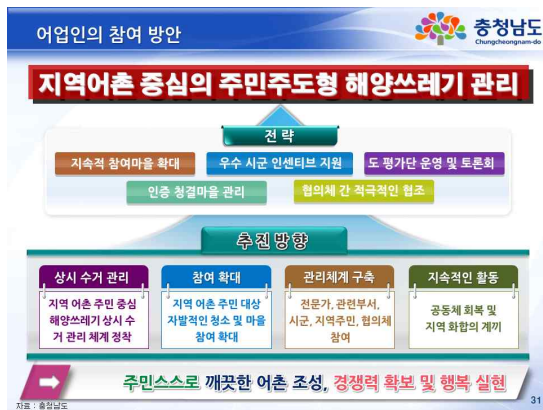 어업인의 참여 방안
충청남도
Chungcheongnam-do
지역어촌 중심의 주민주도형 해양쓰레기 관리
전략
지속적 참여마을 확대
우수 시군 인센티브 지원
도 평가단 운영 및 토론회
인증 청결마을 관리
협의체 간 적극적인 협조
추진방향
상시 수거 관리
지역 어촌 주민 중심
해양쓰레기 상시 수
거 관리 체계 정착
참여 확대
지역 어촌 주민 대상
자발적인 청소 및 마을
참여 확대
관리체계 구축
전문가, 관련부서,
시군, 지역주민, 협의체
참여
지속적인 활동
공동체 회복 및
지역 화합의 계끼
주민스스로 깨끗한 어촌 조성, 경쟁력 확보 및 행복 실현
자료 : 충청남도
31